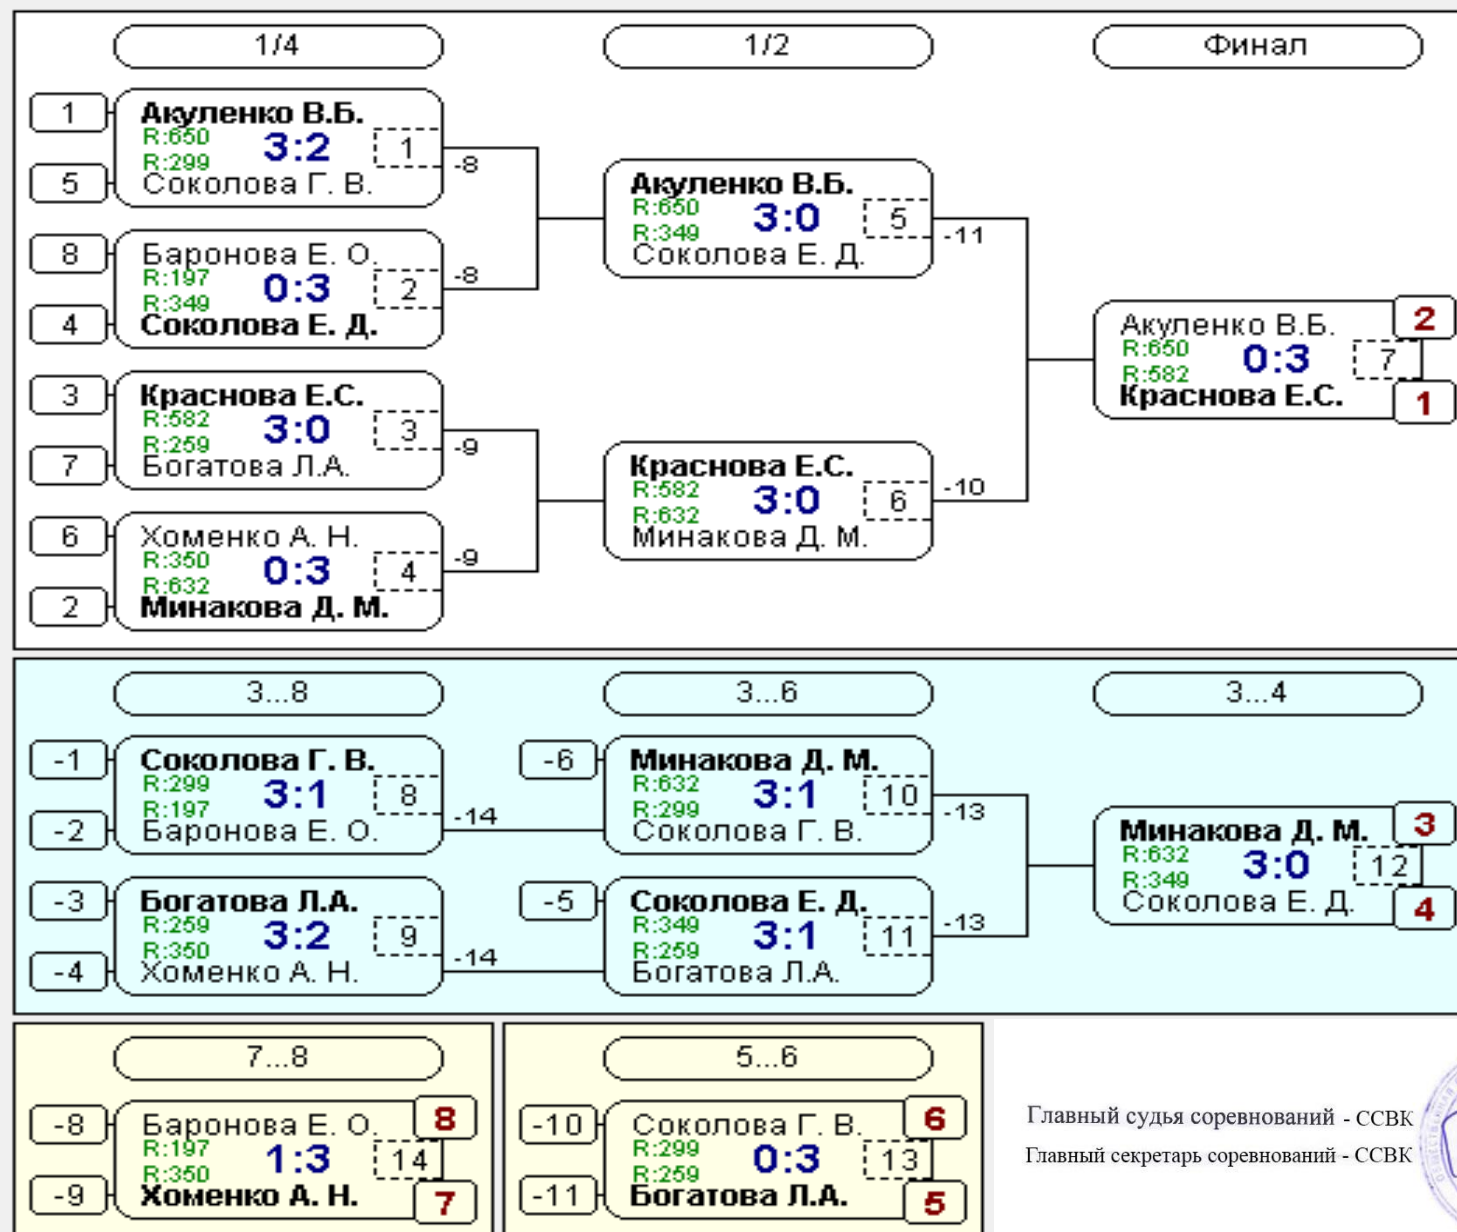 1/4
1/2
Финал
1
Акуленко В.Б.
R:650
3:2
1
R:299
5
Соколова Г. В.
-8
8
Баронова Е. О.
R:197
0:3
2
R:349
4
Соколова Е. Д.
-8
Акуленко В.Б.
R:650
3:0
5
R:349
Соколова Е. Д.
-11
3
Краснова Е.С.
R:582
3:0
3
R:259
7
Богатова Л.А.
-9
6
Хоменко А. Н.
R:350
0:3
4
R:632
2
Минакова Д. М.
-9
Краснова Е.С.
R:582
3:0
6
R:632
Минакова Д. М.
-10
Акуленко В.Б.
2
R:650
0:3
7
R:582
Краснова Е.С.
1
3...8
3...6
3...4
-1
Соколова Г. В.
R:299
3:1
8
R:197
-2
Баронова Е. О.
-14
-3
Богатова Л.А.
R:259
3:2
9
R:350
-4
Хоменко А. Н.
-14
-6
Минакова Д. М.
R:632
3:1
10
R:299
Соколова Г. В.
-13
-5
Соколова Е. Д.
R:349
3:1
11
R:259
Богатова Л.А.
-13
Минакова Д. М.
3
R:632
3:0
12
R:349
Соколова Е. Д.
4
7...8
-8
Баронова Е. О.
8
R:197
1:3
14
R:350
-9
Хоменко А. Н.
7
5...6
-10
Соколова Г. В.
6
R:299
0:3
13
R:259
-11
Богатова Л.А.
5
Главный судья соревнований - ССВК
Главный секретарь соревнований - ССВК